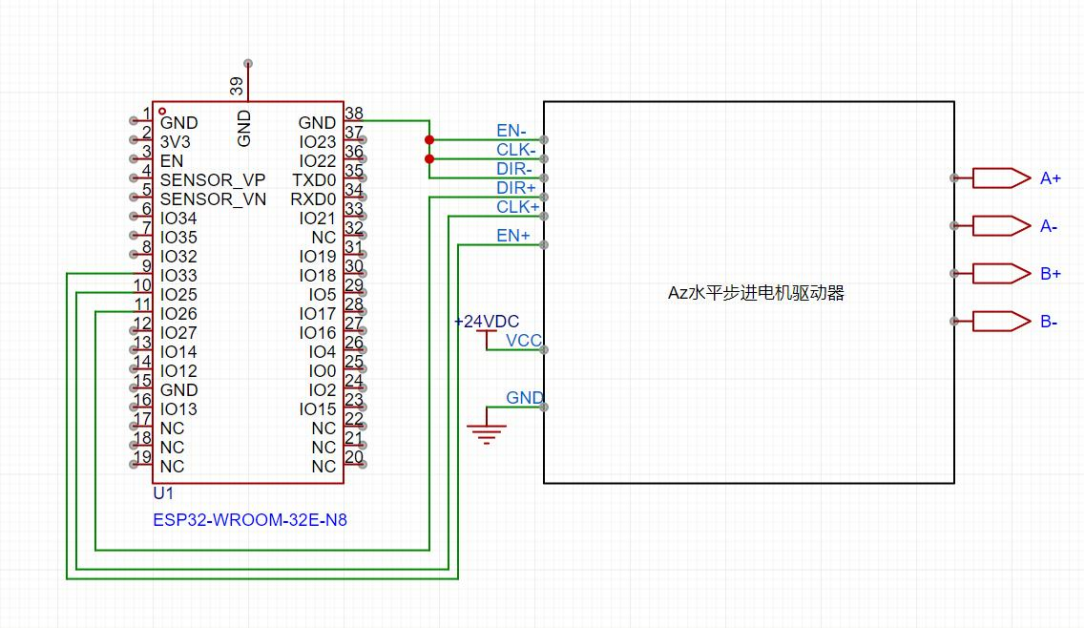 39
GND
1 GND
2 3V3
3 EN
4 SENSOR_VP
5 SENSOR_VN
6 IO34
7 IO35
8 IO32
9 IO33
10 IO25
11 IO26
12 IO27
13 IO14
14 IO12
15 GND
16 IO13
17 NC
18 NC
19 NC
GND 38
IO23 37
IO22 36
TXD0 35
RXD0 34
IO21 33
NC 32
IO19 31
IO18 30
IO5 29
IO17 28
IO16 27
IO4 26
IO0 25
IO2 24
IO15 23
NC 22
NC 21
NC 20
U1
ESP32-WROOM-32E-N8
EN-
CLK-
DIR-
DIR+
CLK+
EN+
+24VDC
VCC
GND
Az水平步进电机驱动器
A+
A-
B+
B-